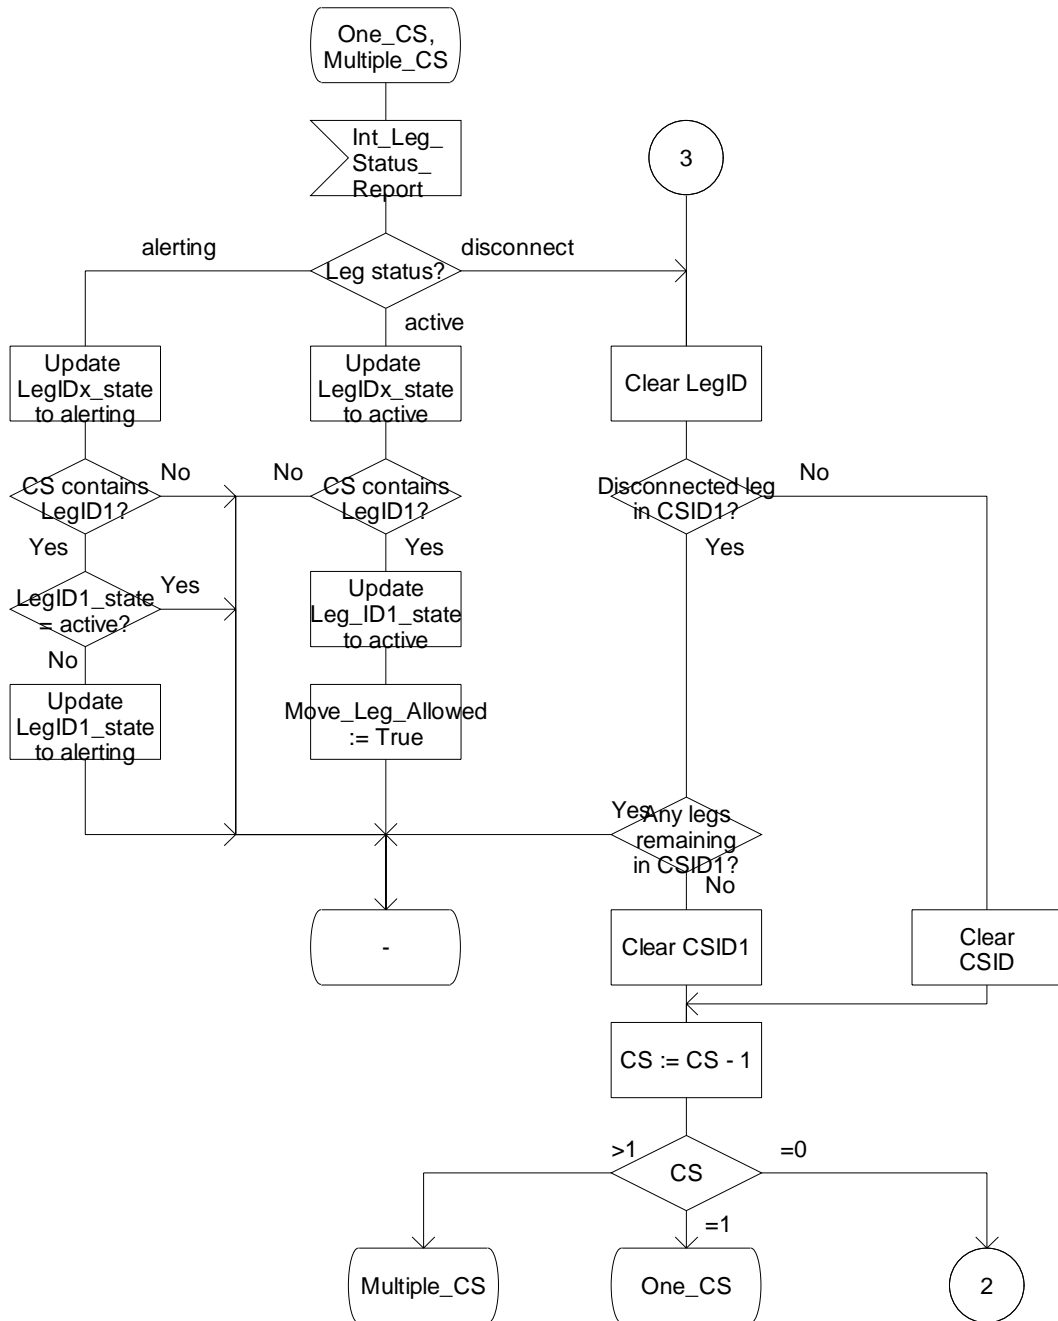 One_CS,
Multiple_CS
Int_Leg_
Status_
Report
3
alerting
Leg status?
disconnect
active
Update
LegIDx_state
to alerting
Update
LegIDx_state
to active
Clear LegID
CS contains
LegID1?
No
Yes
No
CS contains
LegID1?
Yes
Disconnected leg
in CSID1?
No
Yes
LegID1_state
= active?
Yes
No
Update
Leg_ID1_state
to active
Update
LegID1_state
to alerting
Move_Leg_Allowed
:= True
Yes
Any legs
remaining
in CSID1?
No
-
Clear CSID1
Clear
CSID
CS := CS - 1
>1
CS
=0
=1
Multiple_CS
One_CS
2